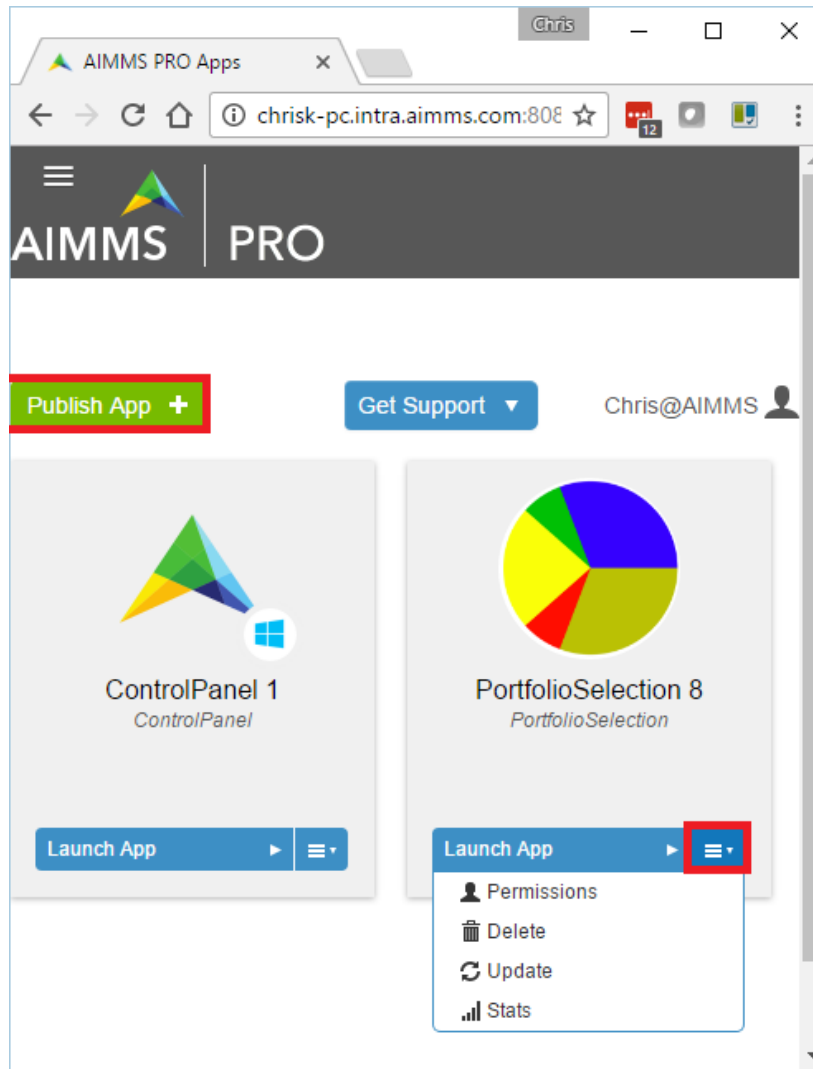 Chris
AIMMS PRO Apps
chrisk-pc.intra.aimms.com:808
12
AIMMS PRO
Publish App +
Get Support
Chris@AIMMS
ControlPanel 1
ControlPanel
PortfolioSelection 8
PortfolioSelection
Launch App
Launch App
Permissions
Delete
Update
Stats